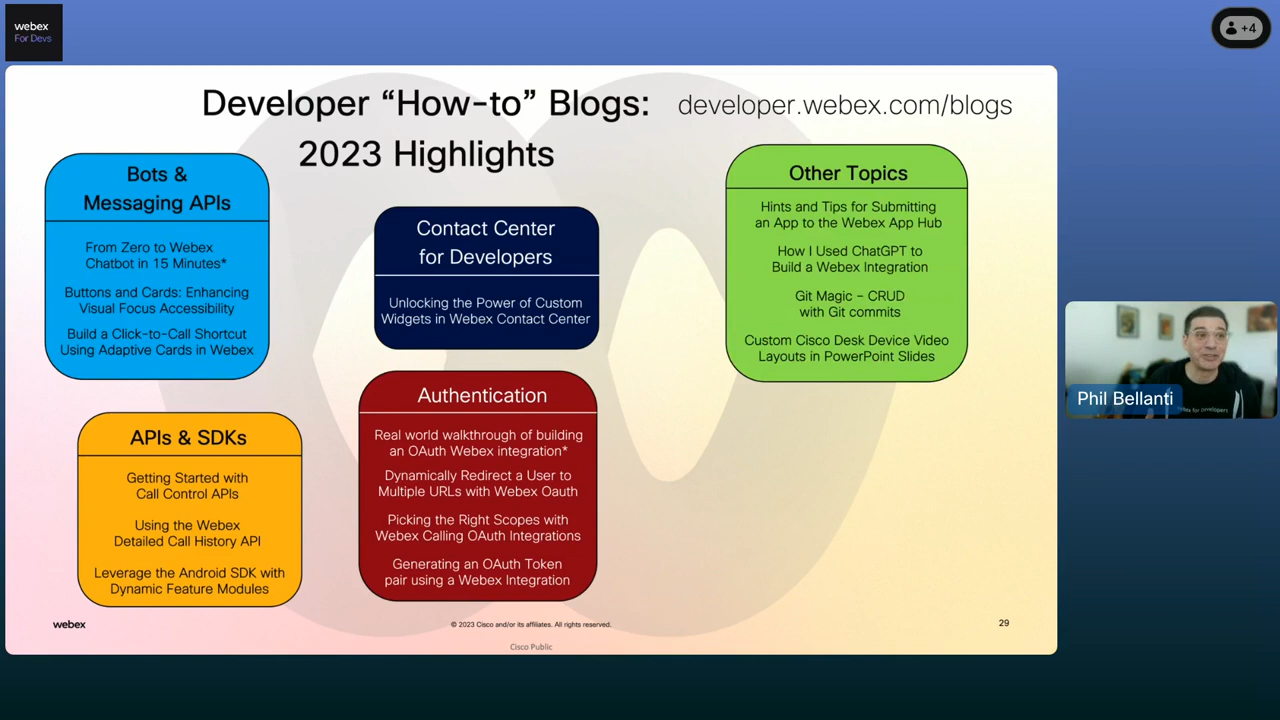 webex
For Devs
+4
Developer “How-to” Blogs:
2023 Highlights
developer.webex.com/blogs
Bots &
Messaging APIs
From Zero to Webex
Chatbot in 15 Minutes*
Buttons and Cards: Enhancing
Visual Focus Accessibility
Build a Click-to-Call Shortcut
Using Adaptive Cards in Webex
Contact Center
for Developers
Unlocking the Power of Custom
Widgets in Webex Contact Center
Other Topics
Hints and Tips for Submitting
an App to the Webex App Hub
How I Used ChatGPT to
Build a Webex Integration
Git Magic – CRUD
with Git commits
Custom Cisco Desk Device Video
Layouts in PowerPoint Slides
APIs & SDKs
Getting Started with
Call Control APIs
Using the Webex
Detailed Call History API
Leverage the Android SDK with
Dynamic Feature Modules
Authentication
Real world walkthrough of building
an OAuth Webex integration*
Dynamically Redirect a User to
Multiple URLs with Webex Oauth
Picking the Right Scopes with
Webex Calling OAuth Integrations
Generating an OAuth Token
pair using a Webex Integration
Phil Bellanti
for developers
webex
© 2023 Cisco and/or its affiliates. All rights reserved.
29
Cisco Public